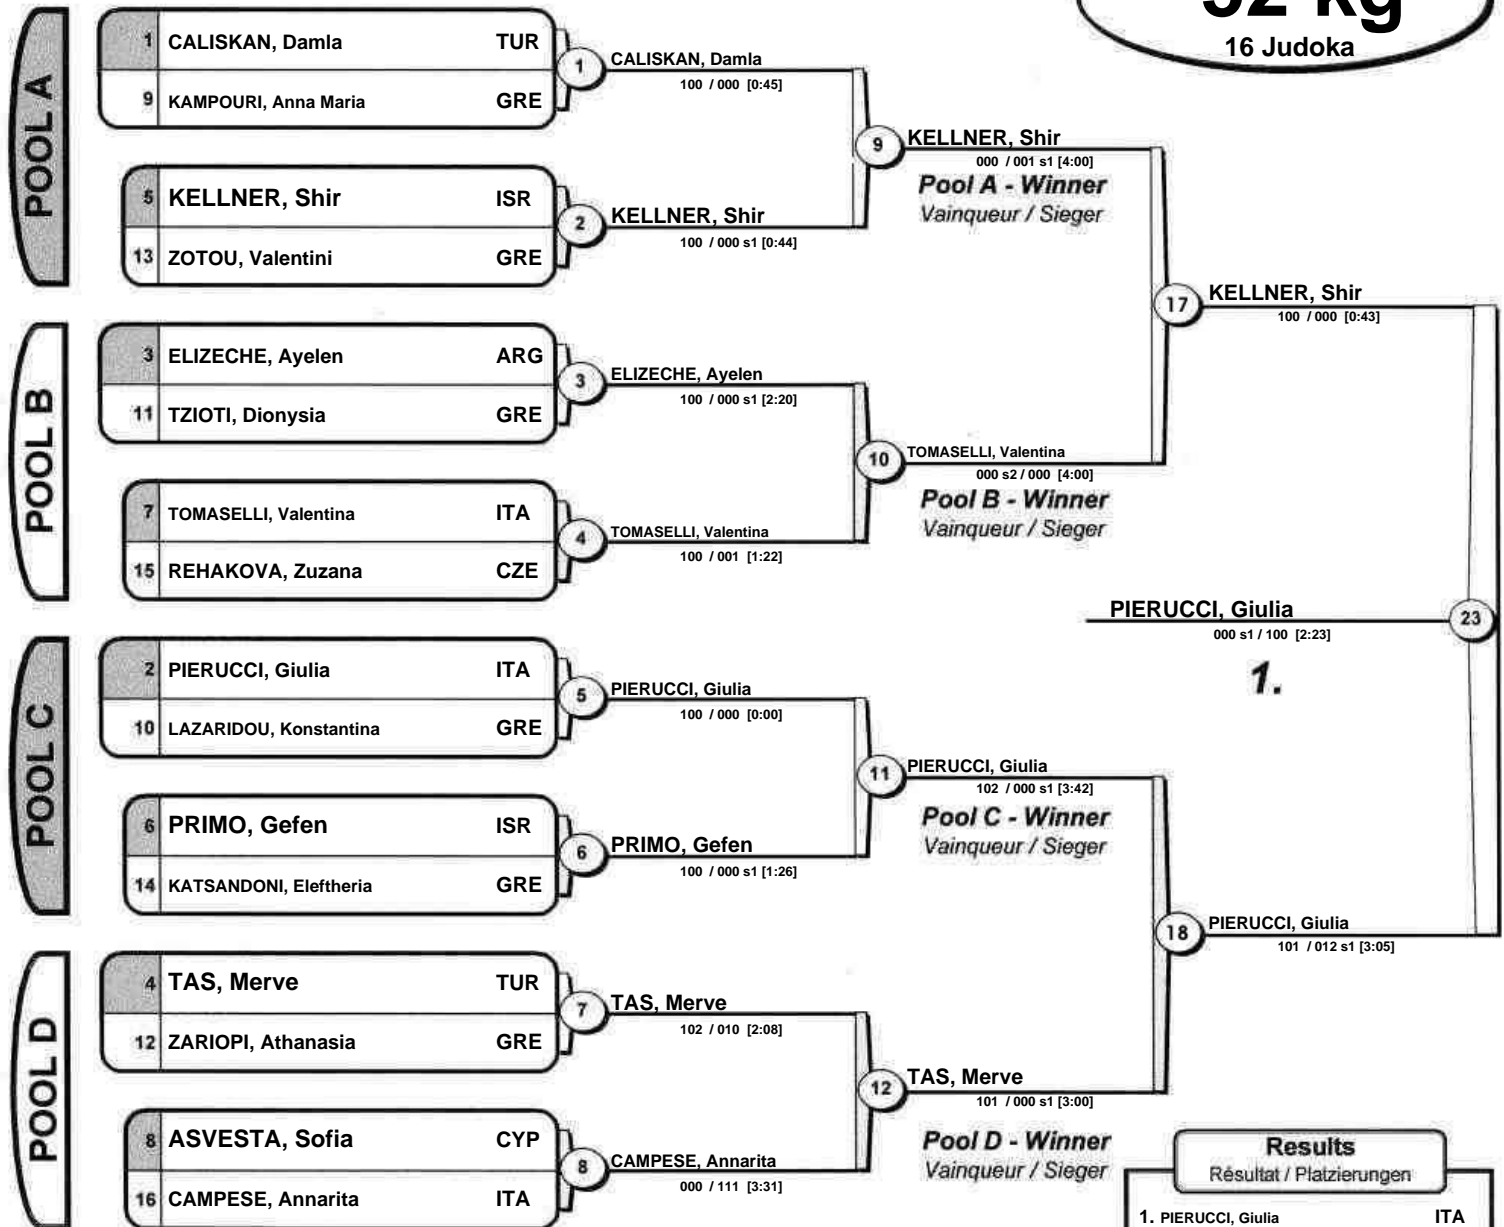 52 kg
16 Judoka
POOL A
1 CALISKAN, Damla TUR
9 KAMPOURI, Anna Maria GRE
1 CALISKAN, Damla
100 / 000 [0:45]
5 KELLNER, Shir ISR
13 ZOTOU, Valentini GRE
2 KELLNER, Shir
100 / 000 s1 [0:44]
9 KELLNER, Shir
000 / 001 s1 [4:00]
Pool A - Winner
Vainqueur / Sieger
POOL B
3 ELIZECHE, Ayelen ARG
11 TZIOTI, Dionysia GRE
3 ELIZECHE, Ayelen
100 / 000 s1 [2:20]
7 TOMASELLI, Valentina ITA
15 REHAKOVA, Zuzana CZE
4 TOMASELLI, Valentina
100 / 001 [1:22]
10 TOMASELLI, Valentina
000 s2 / 000 [4:00]
Pool B - Winner
Vainqueur / Sieger
17 KELLNER, Shir
100 / 000 [0:43]
POOL C
2 PIERUCCI, Giulia ITA
10 LAZARIDOU, Konstantina GRE
5 PIERUCCI, Giulia
100 / 000 [0:00]
6 PRIMO, Gefen ISR
14 KATSANDONI, Eleftheria GRE
6 PRIMO, Gefen
100 / 000 s1 [1:26]
11 PIERUCCI, Giulia
102 / 000 s1 [3:42]
Pool C - Winner
Vainqueur / Sieger
POOL D
4 TAS, Merve TUR
12 ZARIOPI, Athanasia GRE
7 TAS, Merve
102 / 010 [2:08]
8 ASVESTA, Sofia CYP
16 CAMPESE, Annarita ITA
8 CAMPESE, Annarita
000 / 111 [3:31]
12 TAS, Merve
101 / 000 s1 [3:00]
Pool D - Winner
Vainqueur / Sieger
18 PIERUCCI, Giulia
101 / 012 s1 [3:05]
PIERUCCI, Giulia 23
000 s1 / 100 [2:23]
1.
Results
Résultat / Platzierungen
1. PIERUCCI, Giulia ITA